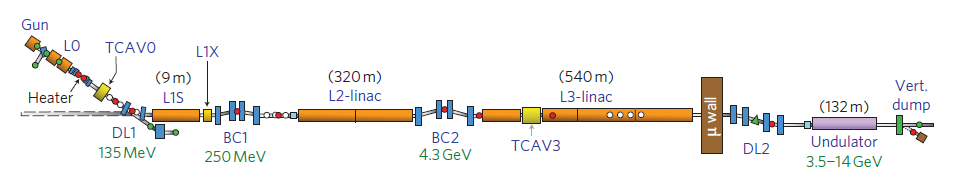 Gun
L0
TCAV0
L1X
Heater
(9 m)
L1S
(320 m)
L2-linac
(540 m)
L3-linac
μ wall
(132 m)
Vert.
dump
DL1
135 MeV
BC1
250 MeV
BC2
4.3 GeV
TCAV3
DL2
Undulator
3.5–14 GeV